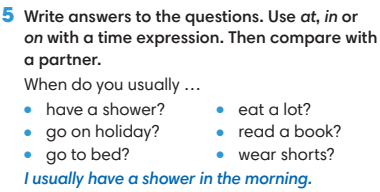 5 Write answers to the questions. Use at, in or
on with a time expression. Then compare with
a partner.
When do you usually …
• have a shower? • eat a lot?
• go on holiday? • read a book?
• go to bed? • wear shorts?
I usually have a shower in the morning.